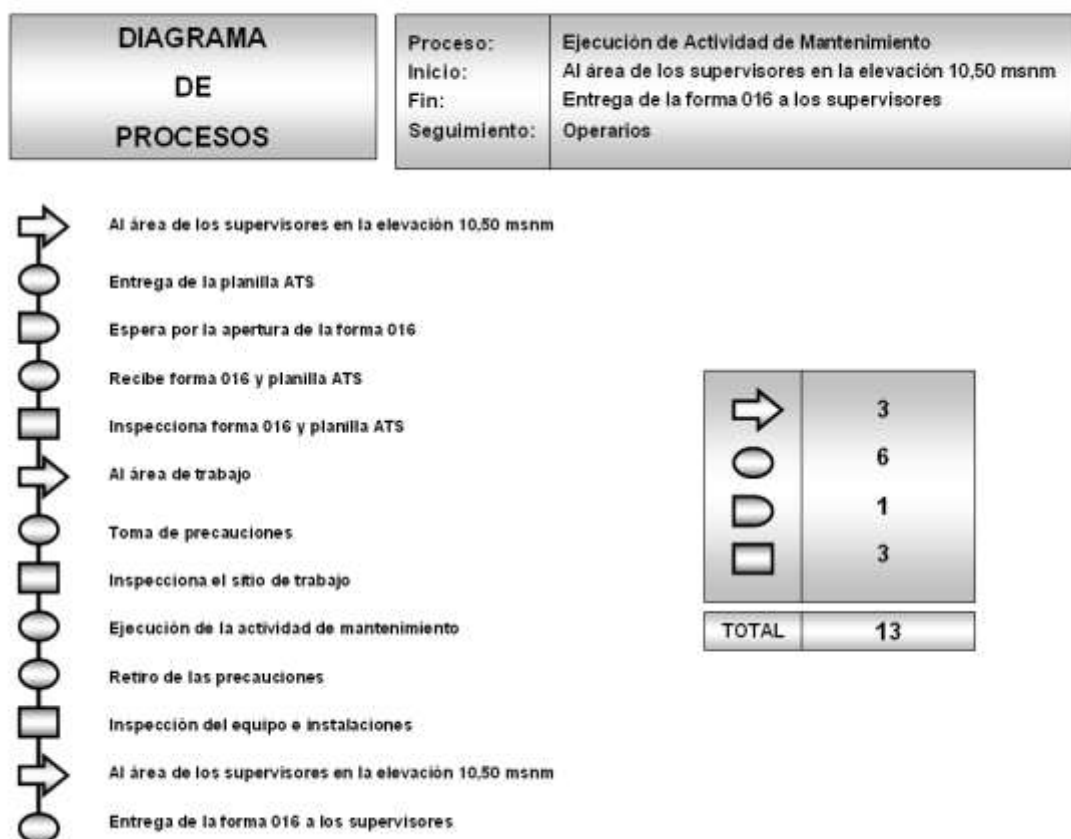 DIAGRAMA
DE
PROCESOS
Proceso: Ejecución de Actividad de Mantenimiento
Inicio: Al área de los supervisores en la elevación 10,50 msnm
Fin: Entrega de la forma 016 a los supervisores
Seguimiento: Operarios
Al área de los supervisores en la elevación 10,50 msnm
Entrega de la planilla ATS
Espera por la apertura de la forma 016
Recibe forma 016 y planilla ATS
Inspecciona forma 016 y planilla ATS
Al área de trabajo
Toma de precauciones
Inspecciona el sitio de trabajo
Ejecución de la actividad de mantenimiento
Retiro de las precauciones
Inspección del equipo e instalaciones
Al área de los supervisores en la elevación 10,50 msnm
Entrega de la forma 016 a los supervisores
3
6
1
3
TOTAL 13